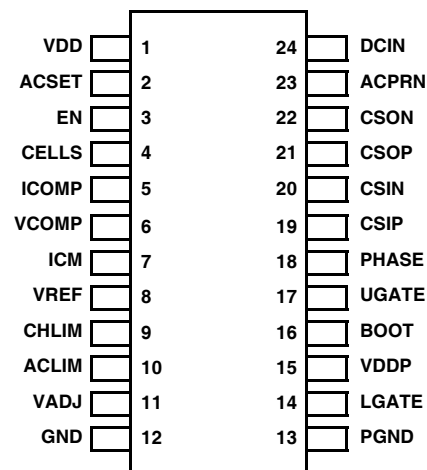 VDD 1 24 DCIN
ACSET 2 23 ACPRN
EN 3 22 CSON
CELLS 4 21 CSOP
ICOMP 5 20 CSIN
VCOMP 6 19 CSIP
ICM 7 18 PHASE
VREF 8 17 UGATE
CHLIM 9 16 BOOT
ACLIM 10 15 VDDP
VADJ 11 14 LGATE
GND 12 13 PGND